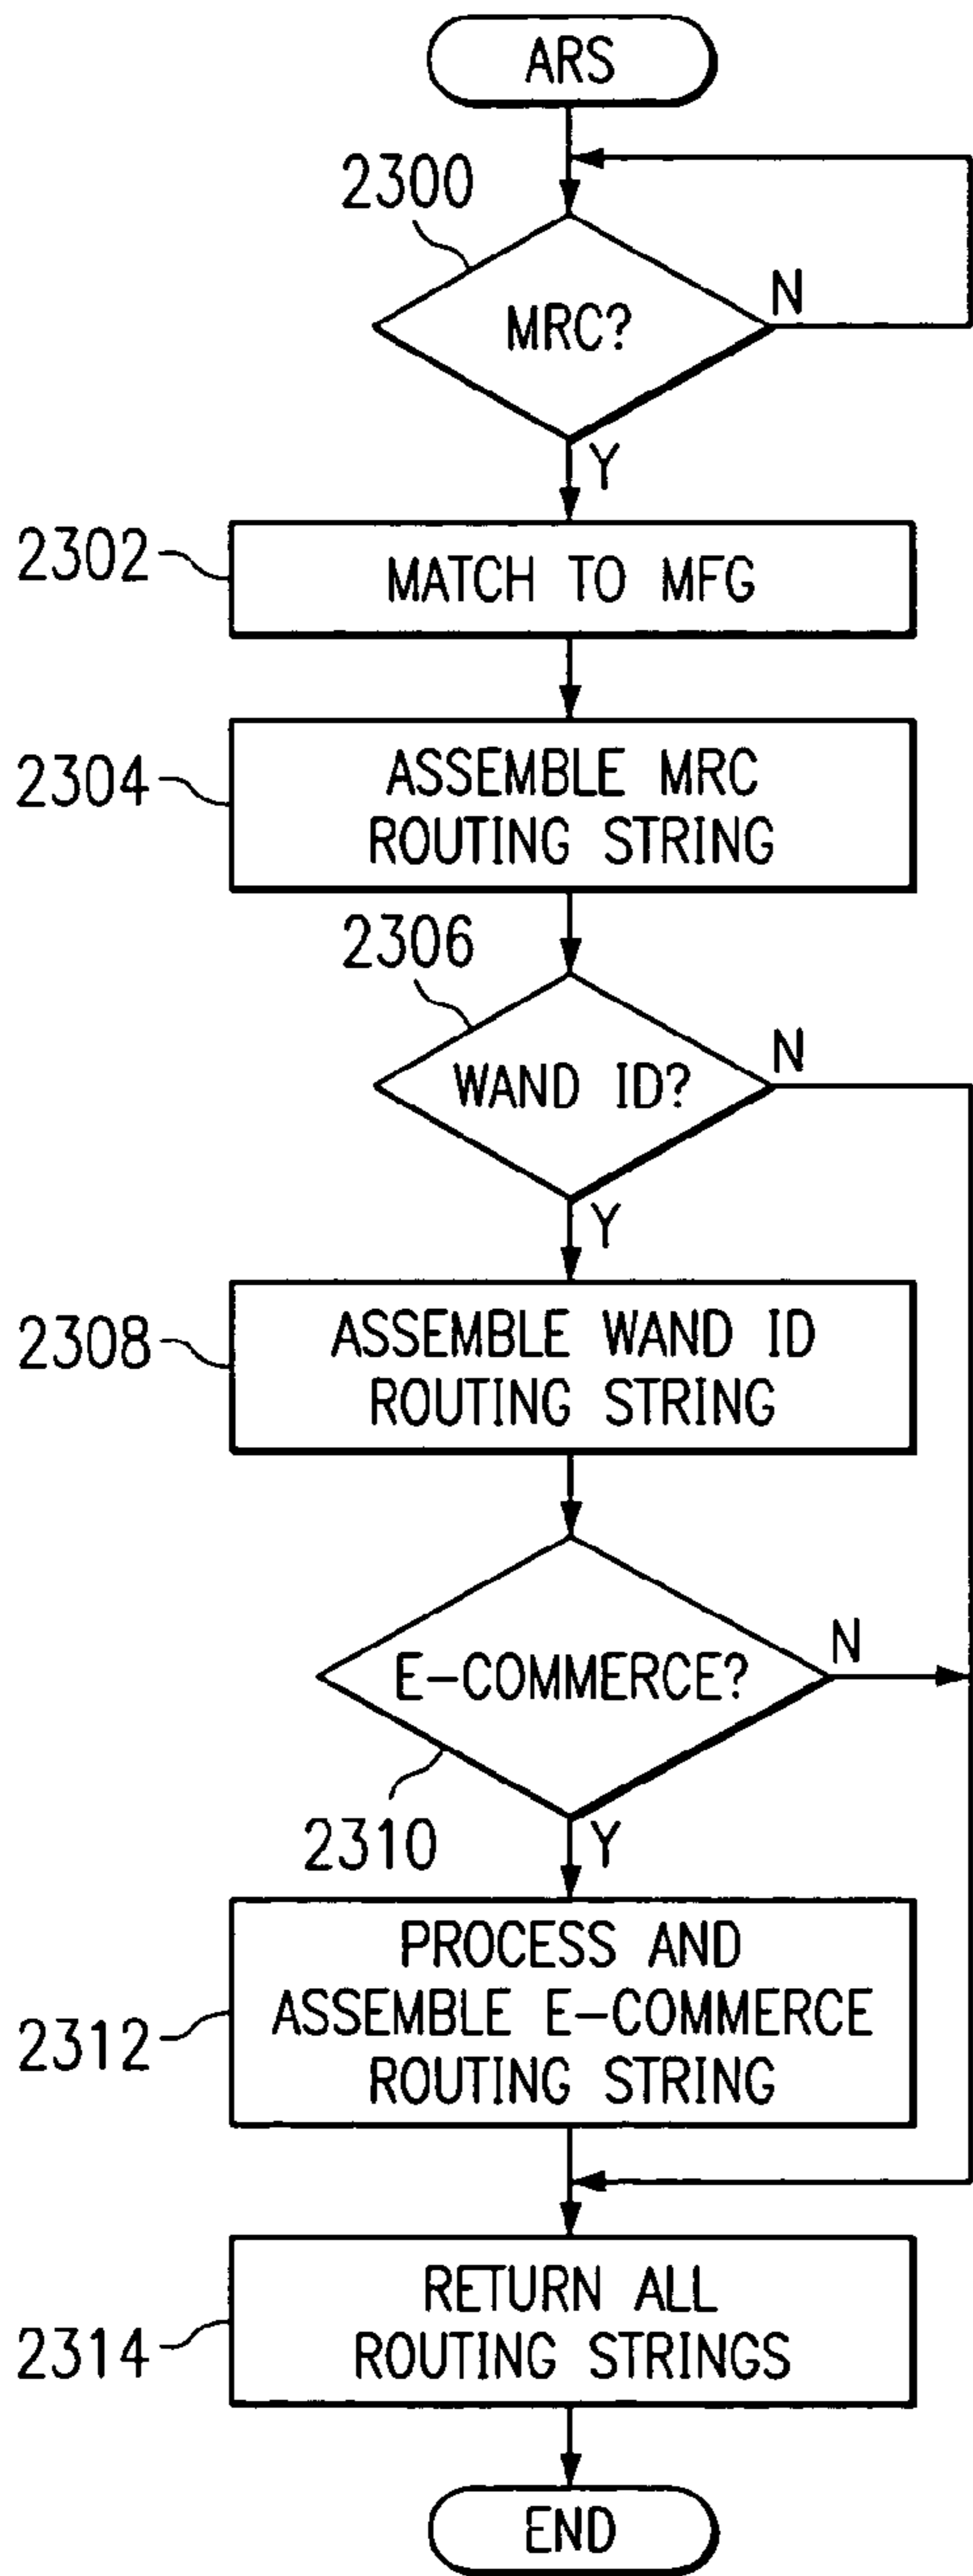 ARS
2300
MRC?
N
Y
2302
MATCH TO MFG
2304
ASSEMBLE MRC
ROUTING STRING
2306
WAND ID?
N
Y
2308
ASSEMBLE WAND ID
ROUTING STRING
E-COMMERCE?
N
2310
Y
2312
PROCESS AND
ASSEMBLE E-COMMERCE
ROUTING STRING
2314
RETURN ALL
ROUTING STRINGS
END